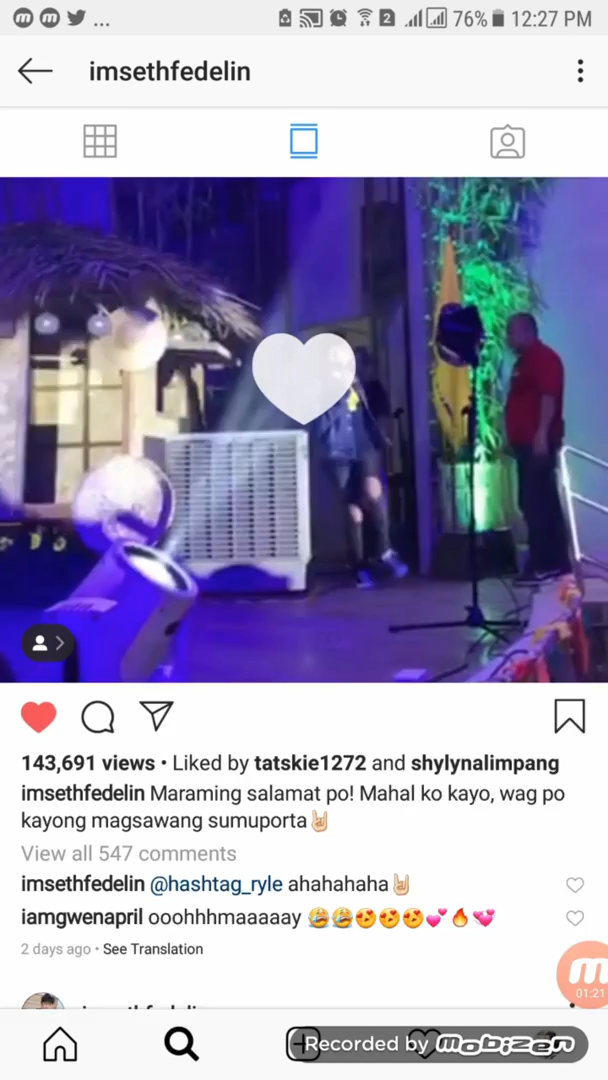 ... 2 76% 12:27 PM
imsethfedelin
143,691 views • Liked by tatskie1272 and shylynalimpang
imsethfedelin Maraming salamat po! Mahal ko kayo, wag po
kayong magsawang sumuporta🤘🏻
View all 547 comments
imsethfedelin @hashtag_ryle ahahahaha🤘🏻
iamgwenapril ooohhhmaaaaay 😭😭😍😍😍💕🔥💞
2 days ago • See Translation
01:21
Recorded by mobizen